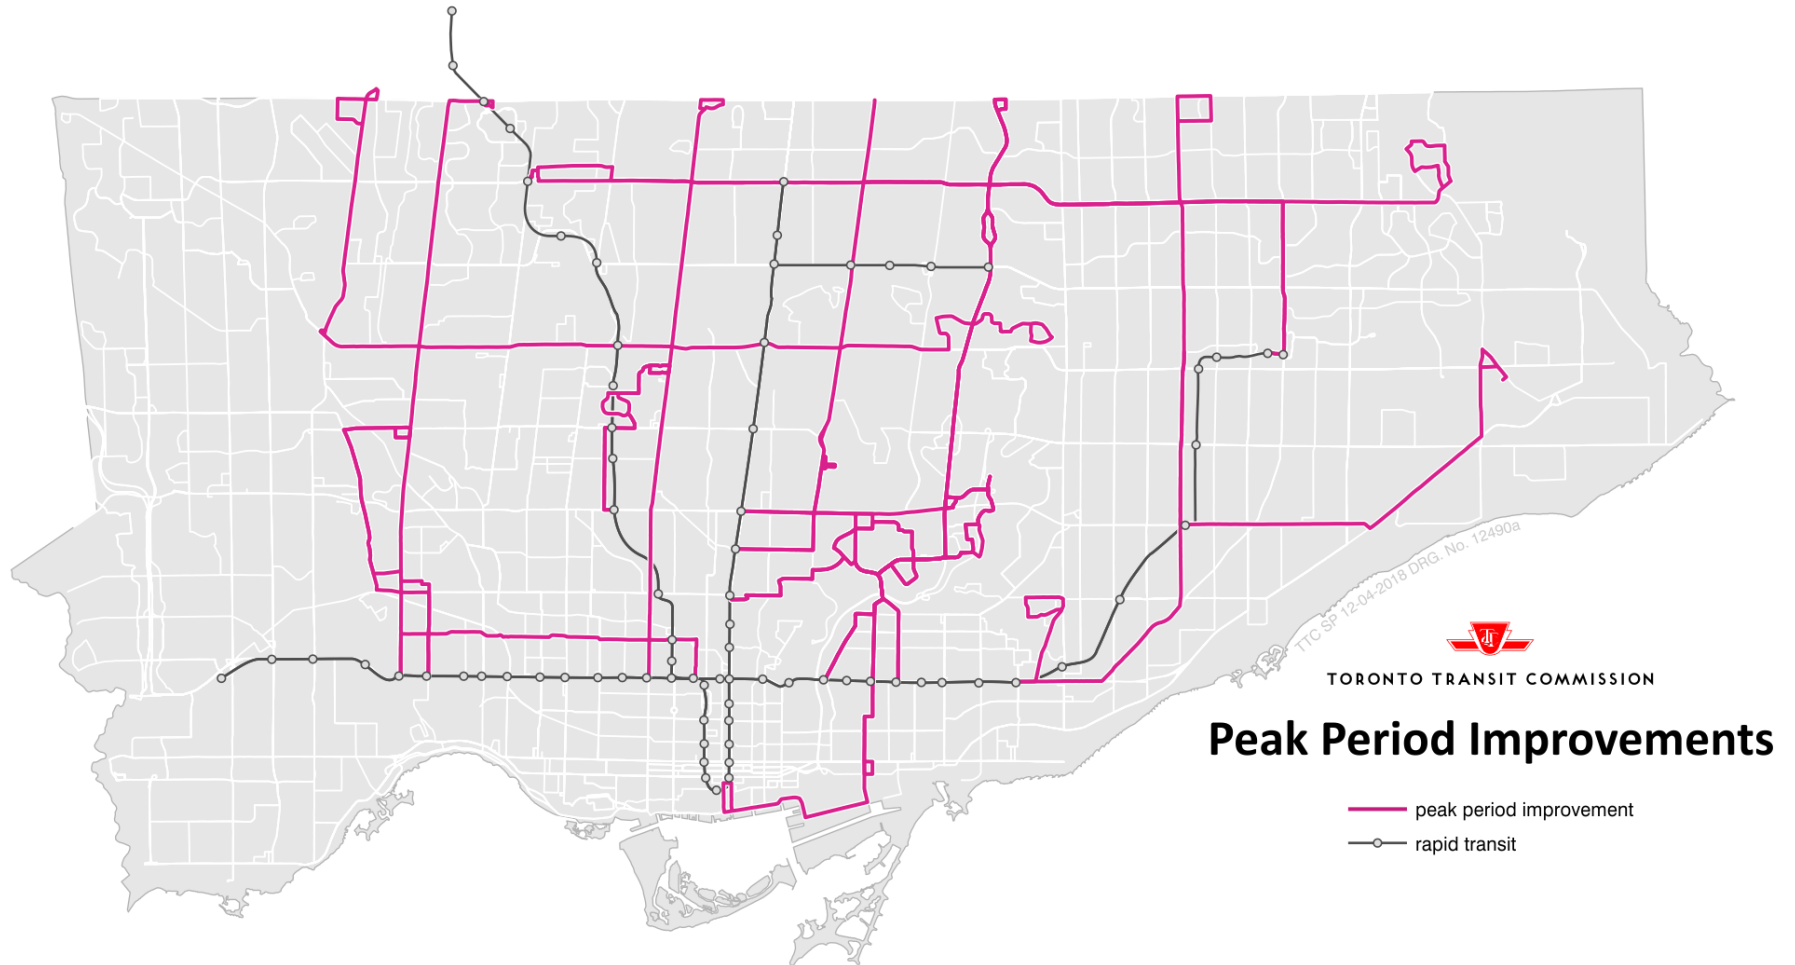 TTC SP 12-04-2018 DRG. No. 12490a
TTC
TORONTO TRANSIT COMMISSION
Peak Period Improvements
peak period improvement
rapid transit